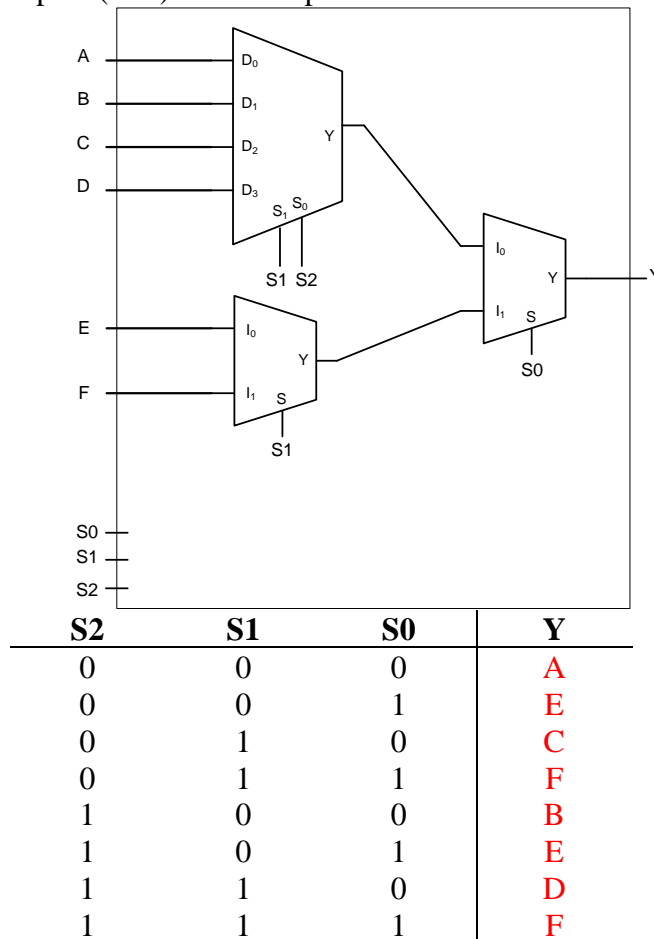 A D₀
B D₁
Y
C D₂
D D₃
S₁ S₀
I₀
S1 S2
Y Y
E I₀
I₁ S
Y
S0
F I₁ S
S1
S0
S1
S2
S2 S1 S0 Y
0 0 0 A
0 0 1 E
0 1 0 C
0 1 1 F
1 0 0 B
1 0 1 E
1 1 0 D
1 1 1 F